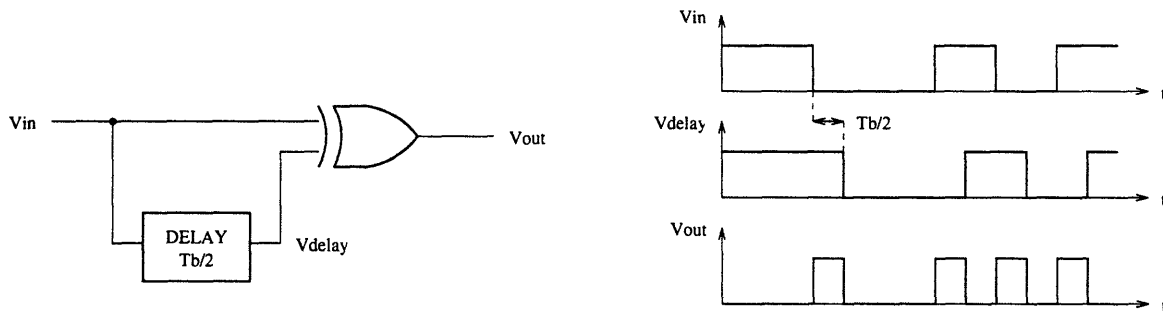 Vin
DELAY
Tb/2
Vdelay
Vout
Vin
t
Tb/2
Vdelay
t
Vout
t